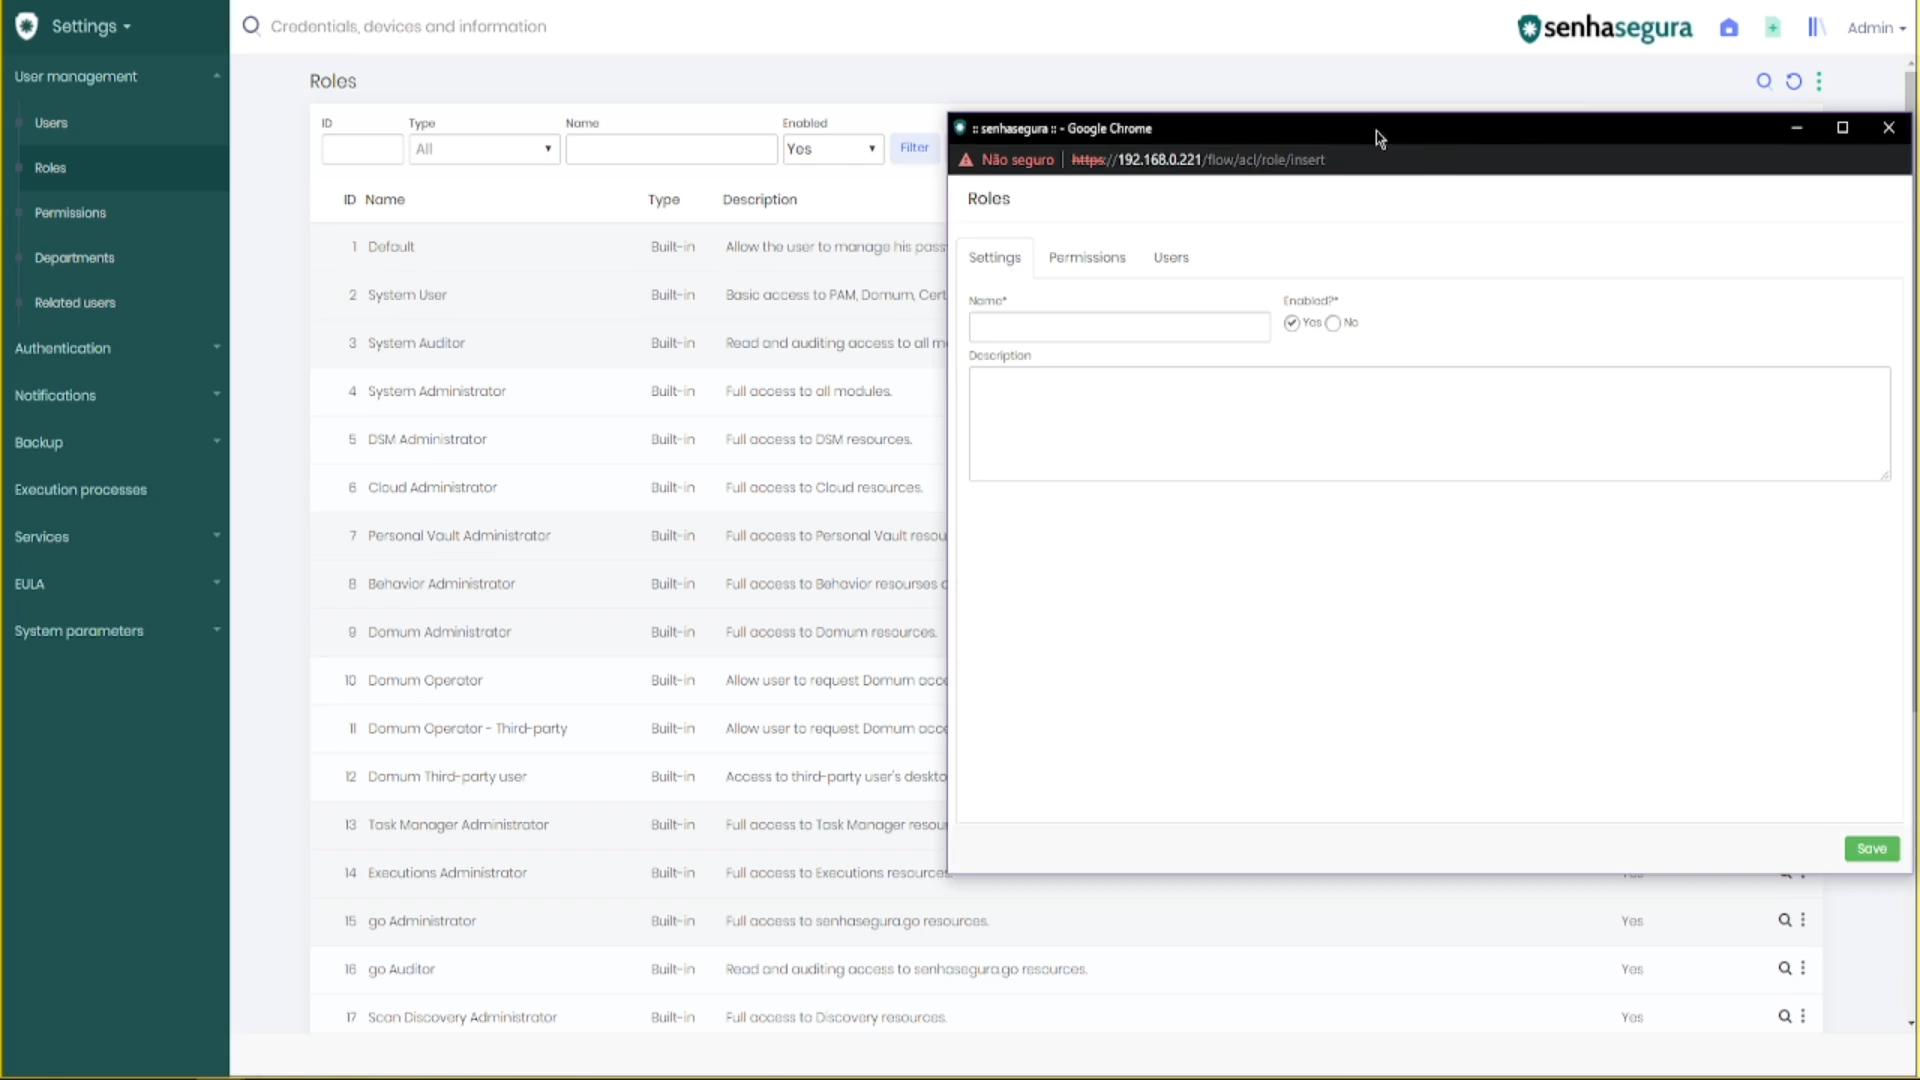 Settings
Credentials, devices and information
senhasegura
Admin
User management
Users
Roles
Permissions
Departments
Related users
Authentication
Notifications
Backup
Execution processes
Services
EULA
System parameters
Roles
ID Type Name Enabled
All Yes Filter
ID Name Type Description
1 Default Built-in Allow the user to manage his pass
2 System User Built-in Basic access to PAM, Domum, Cert
3 System Auditor Built-in Read and auditing access to all m
4 System Administrator Built-in Full access to all modules.
5 DSM Administrator Built-in Full access to DSM resources.
6 Cloud Administrator Built-in Full access to Cloud resources.
7 Personal Vault Administrator Built-in Full access to Personal Vault resou
8 Behavior Administrator Built-in Full access to Behavior resourses
9 Domum Administrator Built-in Full access to Domum resources.
10 Domum Operator Built-in Allow user to request Domum acce
11 Domum Operator - Third-party Built-in Allow user to request Domum acce
12 Domum Third-party user Built-in Access to third-party user's deskto
13 Task Manager Administrator Built-in Full access to Task Manager resour
14 Executions Administrator Built-in Full access to Executions resources.
15 go Administrator Built-in Full access to senhasegura.go resources. Yes
16 go Auditor Built-in Read and auditing access to senhasegura.go resources. Yes
17 Scan Discovery Administrator Built-in Full access to Discovery resources. Yes
:: senhasegura :: - Google Chrome
Não seguro https://192.168.0.221/flow/acl/role/insert
Roles
Settings Permissions Users
Name* Enabled?*
Yes No
Description
Save